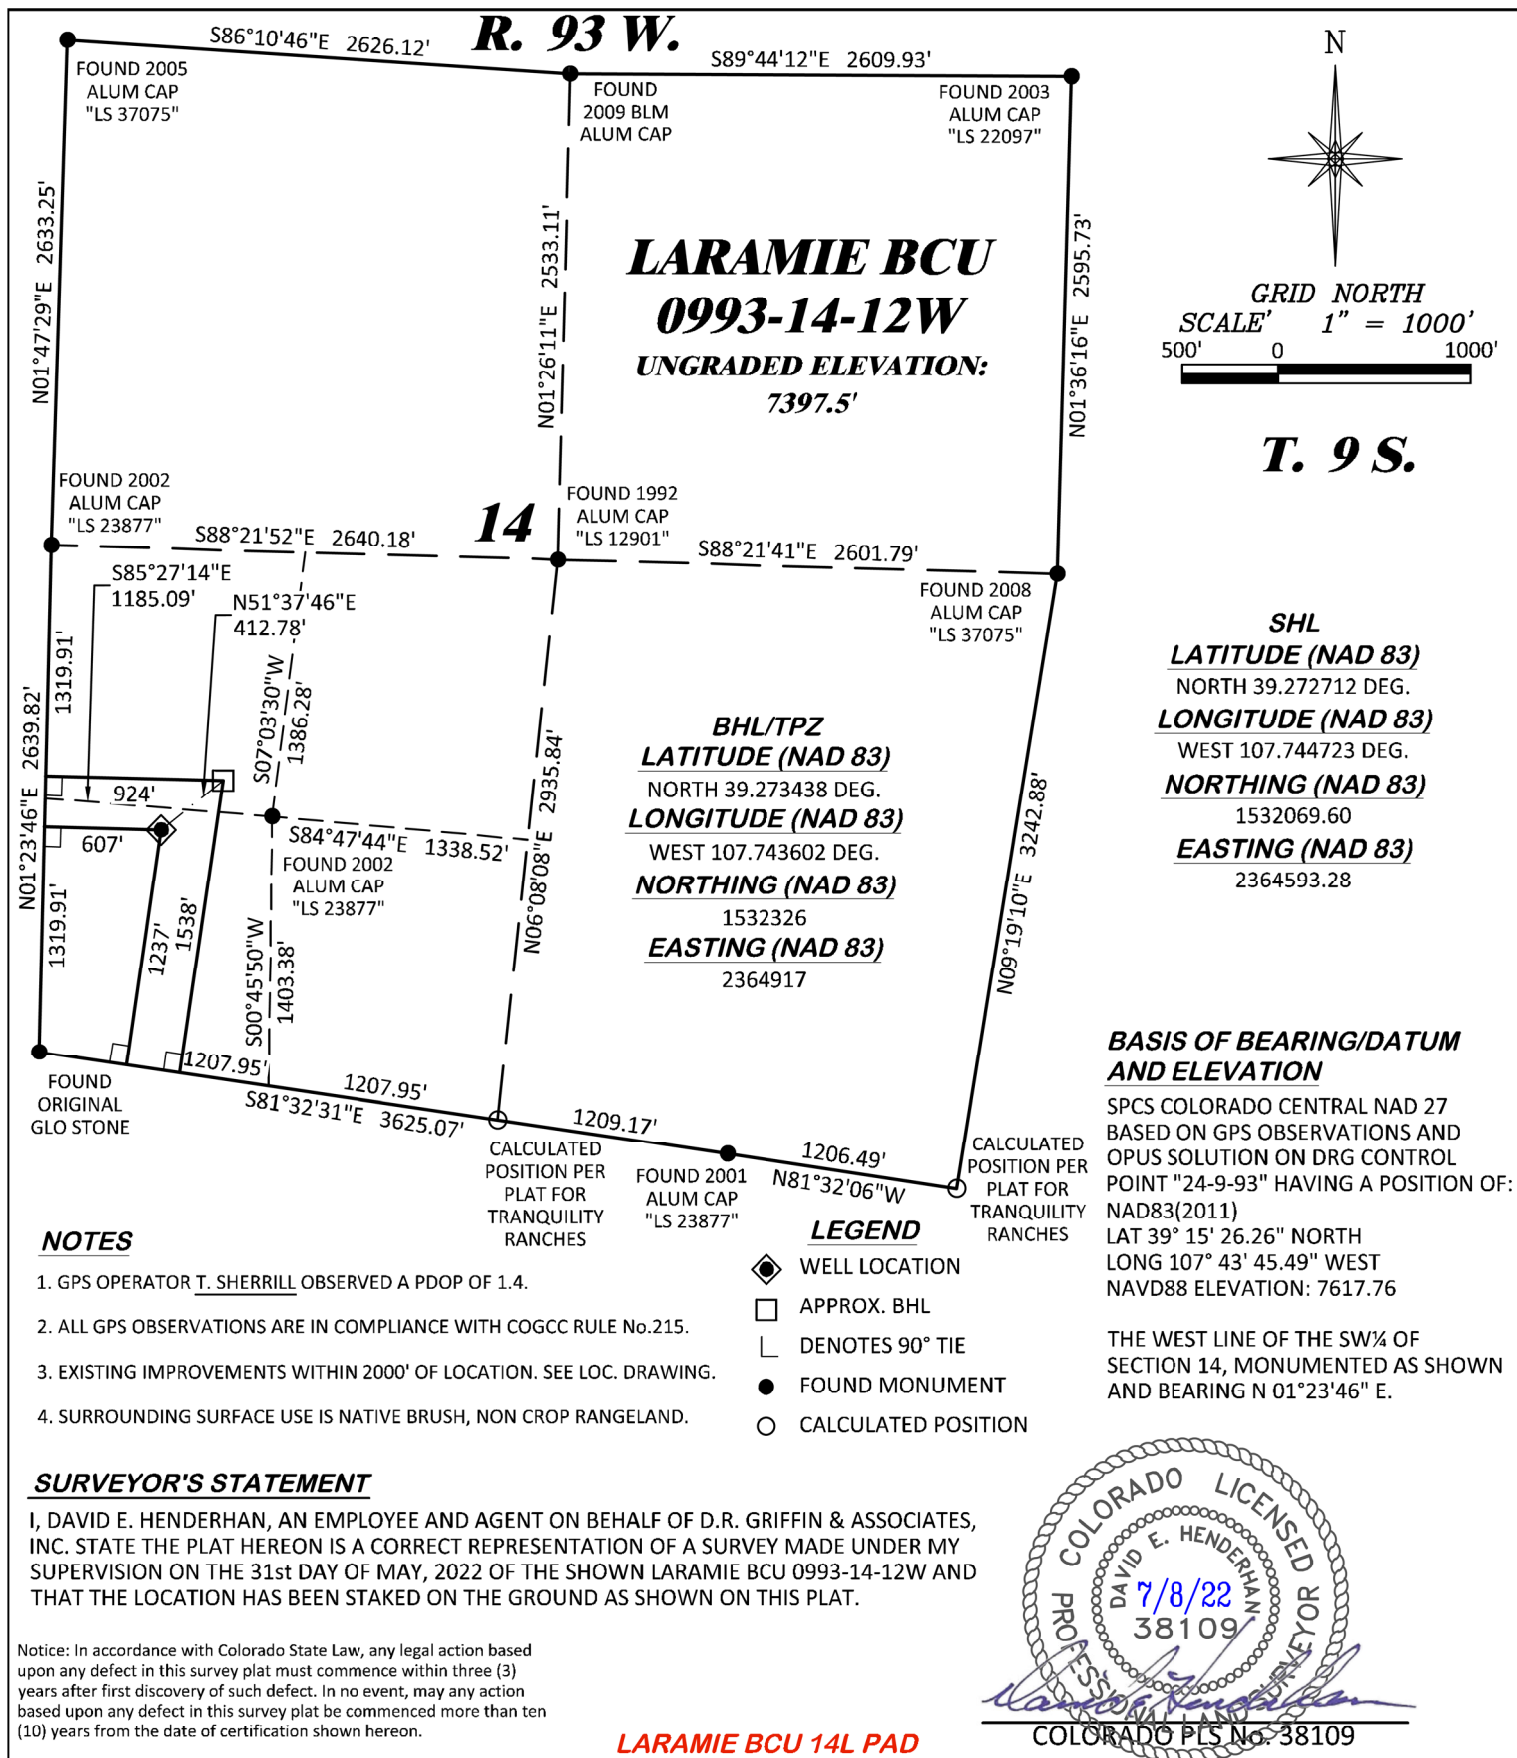 R. 93 W.
S86°10'46"E 2626.12'
S89°44'12"E 2609.93'
FOUND 2005
ALUM CAP
"LS 37075"
FOUND
2009 BLM
ALUM CAP
FOUND 2003
ALUM CAP
"LS 22097"
N
N01°47'29"E 2633.25'
N01°26'11"E 2533.11'
N01°36'16"E 2595.73'
LARAMIE BCU
0993-14-12W
UNGRADED ELEVATION:
7397.5'
GRID NORTH
SCALE' 1" = 1000'
500' 0 1000'
T. 9 S.
FOUND 2002
ALUM CAP
"LS 23877"
14
FOUND 1992
ALUM CAP
"LS 12901"
S88°21'52"E 2640.18'
S88°21'41"E 2601.79'
FOUND 2008
ALUM CAP
"LS 37075"
S85°27'14"E
1185.09'
N51°37'46"E
412.78'
1319.91'
N01°23'46"E 2639.82'
S07°03'30"W
1386.28'
924'
607'
S84°47'44"E 1338.52'
FOUND 2002
ALUM CAP
"LS 23877"
N06°08'08"E 2935.84'
N09°19'10"E 3242.88'
1319.91'
1237'
1538'
S00°45'50"W
1403.38'
BHL/TPZ
LATITUDE (NAD 83)
NORTH 39.273438 DEG.
LONGITUDE (NAD 83)
WEST 107.743602 DEG.
NORTHING (NAD 83)
1532326
EASTING (NAD 83)
2364917
SHL
LATITUDE (NAD 83)
NORTH 39.272712 DEG.
LONGITUDE (NAD 83)
WEST 107.744723 DEG.
NORTHING (NAD 83)
1532069.60
EASTING (NAD 83)
2364593.28
FOUND
ORIGINAL
GLO STONE
1207.95'
1207.95'
S81°32'31"E 3625.07'
1209.17'
1206.49'
N81°32'06"W
CALCULATED
POSITION PER
PLAT FOR
TRANQUILITY
RANCHES
FOUND 2001
ALUM CAP
"LS 23877"
CALCULATED
POSITION PER
PLAT FOR
TRANQUILITY
RANCHES
BASIS OF BEARING/DATUM
AND ELEVATION
SPCS COLORADO CENTRAL NAD 27
BASED ON GPS OBSERVATIONS AND
OPUS SOLUTION ON DRG CONTROL
POINT "24-9-93" HAVING A POSITION OF:
NAD83(2011)
LAT 39° 15' 26.26" NORTH
LONG 107° 43' 45.49" WEST
NAVD88 ELEVATION: 7617.76
THE WEST LINE OF THE SW¼ OF
SECTION 14, MONUMENTED AS SHOWN
AND BEARING N 01°23'46" E.
NOTES
1. GPS OPERATOR T. SHERRILL OBSERVED A PDOP OF 1.4.
2. ALL GPS OBSERVATIONS ARE IN COMPLIANCE WITH COGCC RULE No.215.
3. EXISTING IMPROVEMENTS WITHIN 2000' OF LOCATION. SEE LOC. DRAWING.
4. SURROUNDING SURFACE USE IS NATIVE BRUSH, NON CROP RANGELAND.
LEGEND
WELL LOCATION
APPROX. BHL
DENOTES 90° TIE
FOUND MONUMENT
CALCULATED POSITION
SURVEYOR'S STATEMENT
I, DAVID E. HENDERHAN, AN EMPLOYEE AND AGENT ON BEHALF OF D.R. GRIFFIN & ASSOCIATES,
INC. STATE THE PLAT HEREON IS A CORRECT REPRESENTATION OF A SURVEY MADE UNDER MY
SUPERVISION ON THE 31st DAY OF MAY, 2022 OF THE SHOWN LARAMIE BCU 0993-14-12W AND
THAT THE LOCATION HAS BEEN STAKED ON THE GROUND AS SHOWN ON THIS PLAT.
Notice: In accordance with Colorado State Law, any legal action based
upon any defect in this survey plat must commence within three (3)
years after first discovery of such defect. In no event, may any action
based upon any defect in this survey plat be commenced more than ten
(10) years from the date of certification shown hereon.
LARAMIE BCU 14L PAD
COLORADO LICENSED
PROFESSIONAL LAND SURVEYOR
DAVID E. HENDERHAN
7/8/22
38109
David E Henderhan
COLORADO PLS No. 38109